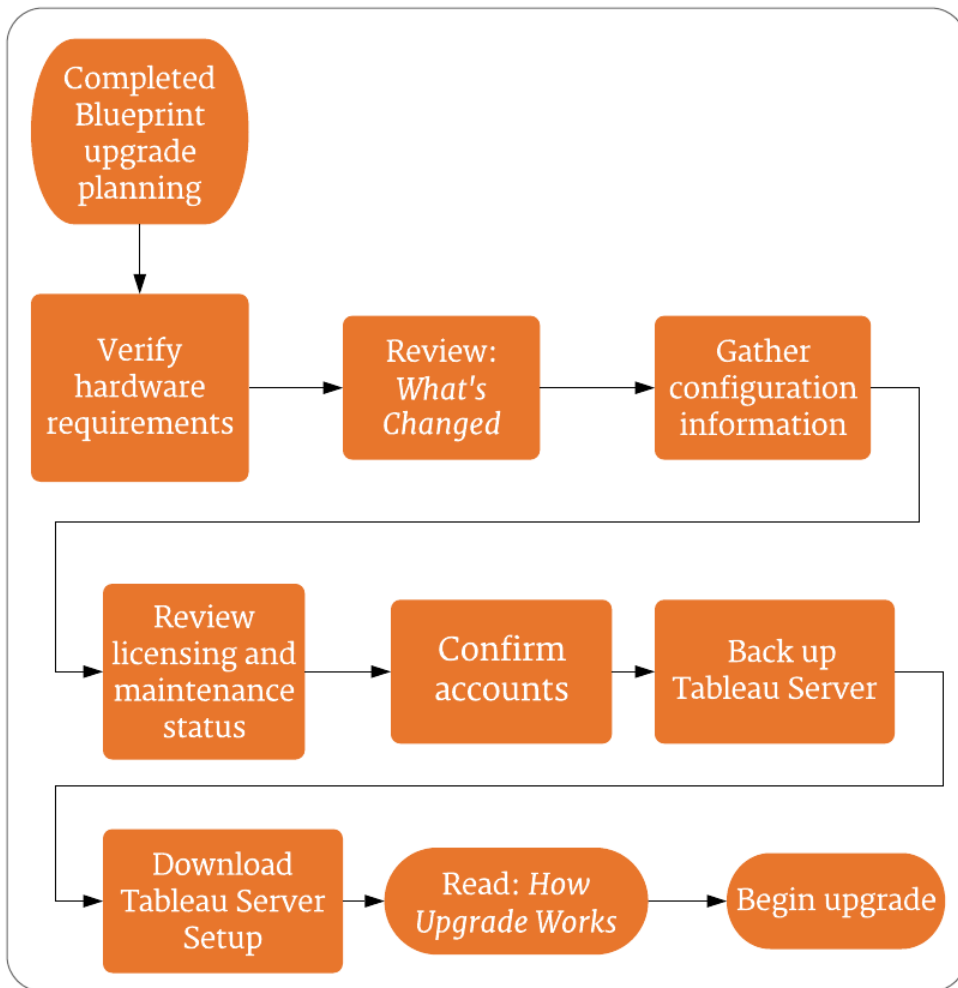 Completed
Blueprint
upgrade
planning
Verify
hardware
requirements
Review:
What's
Changed
Gather
configuration
information
Review
licensing and
maintenance
status
Confirm
accounts
Back up
Tableau Server
Download
Tableau Server
Setup
Read: How
Upgrade Works
Begin upgrade